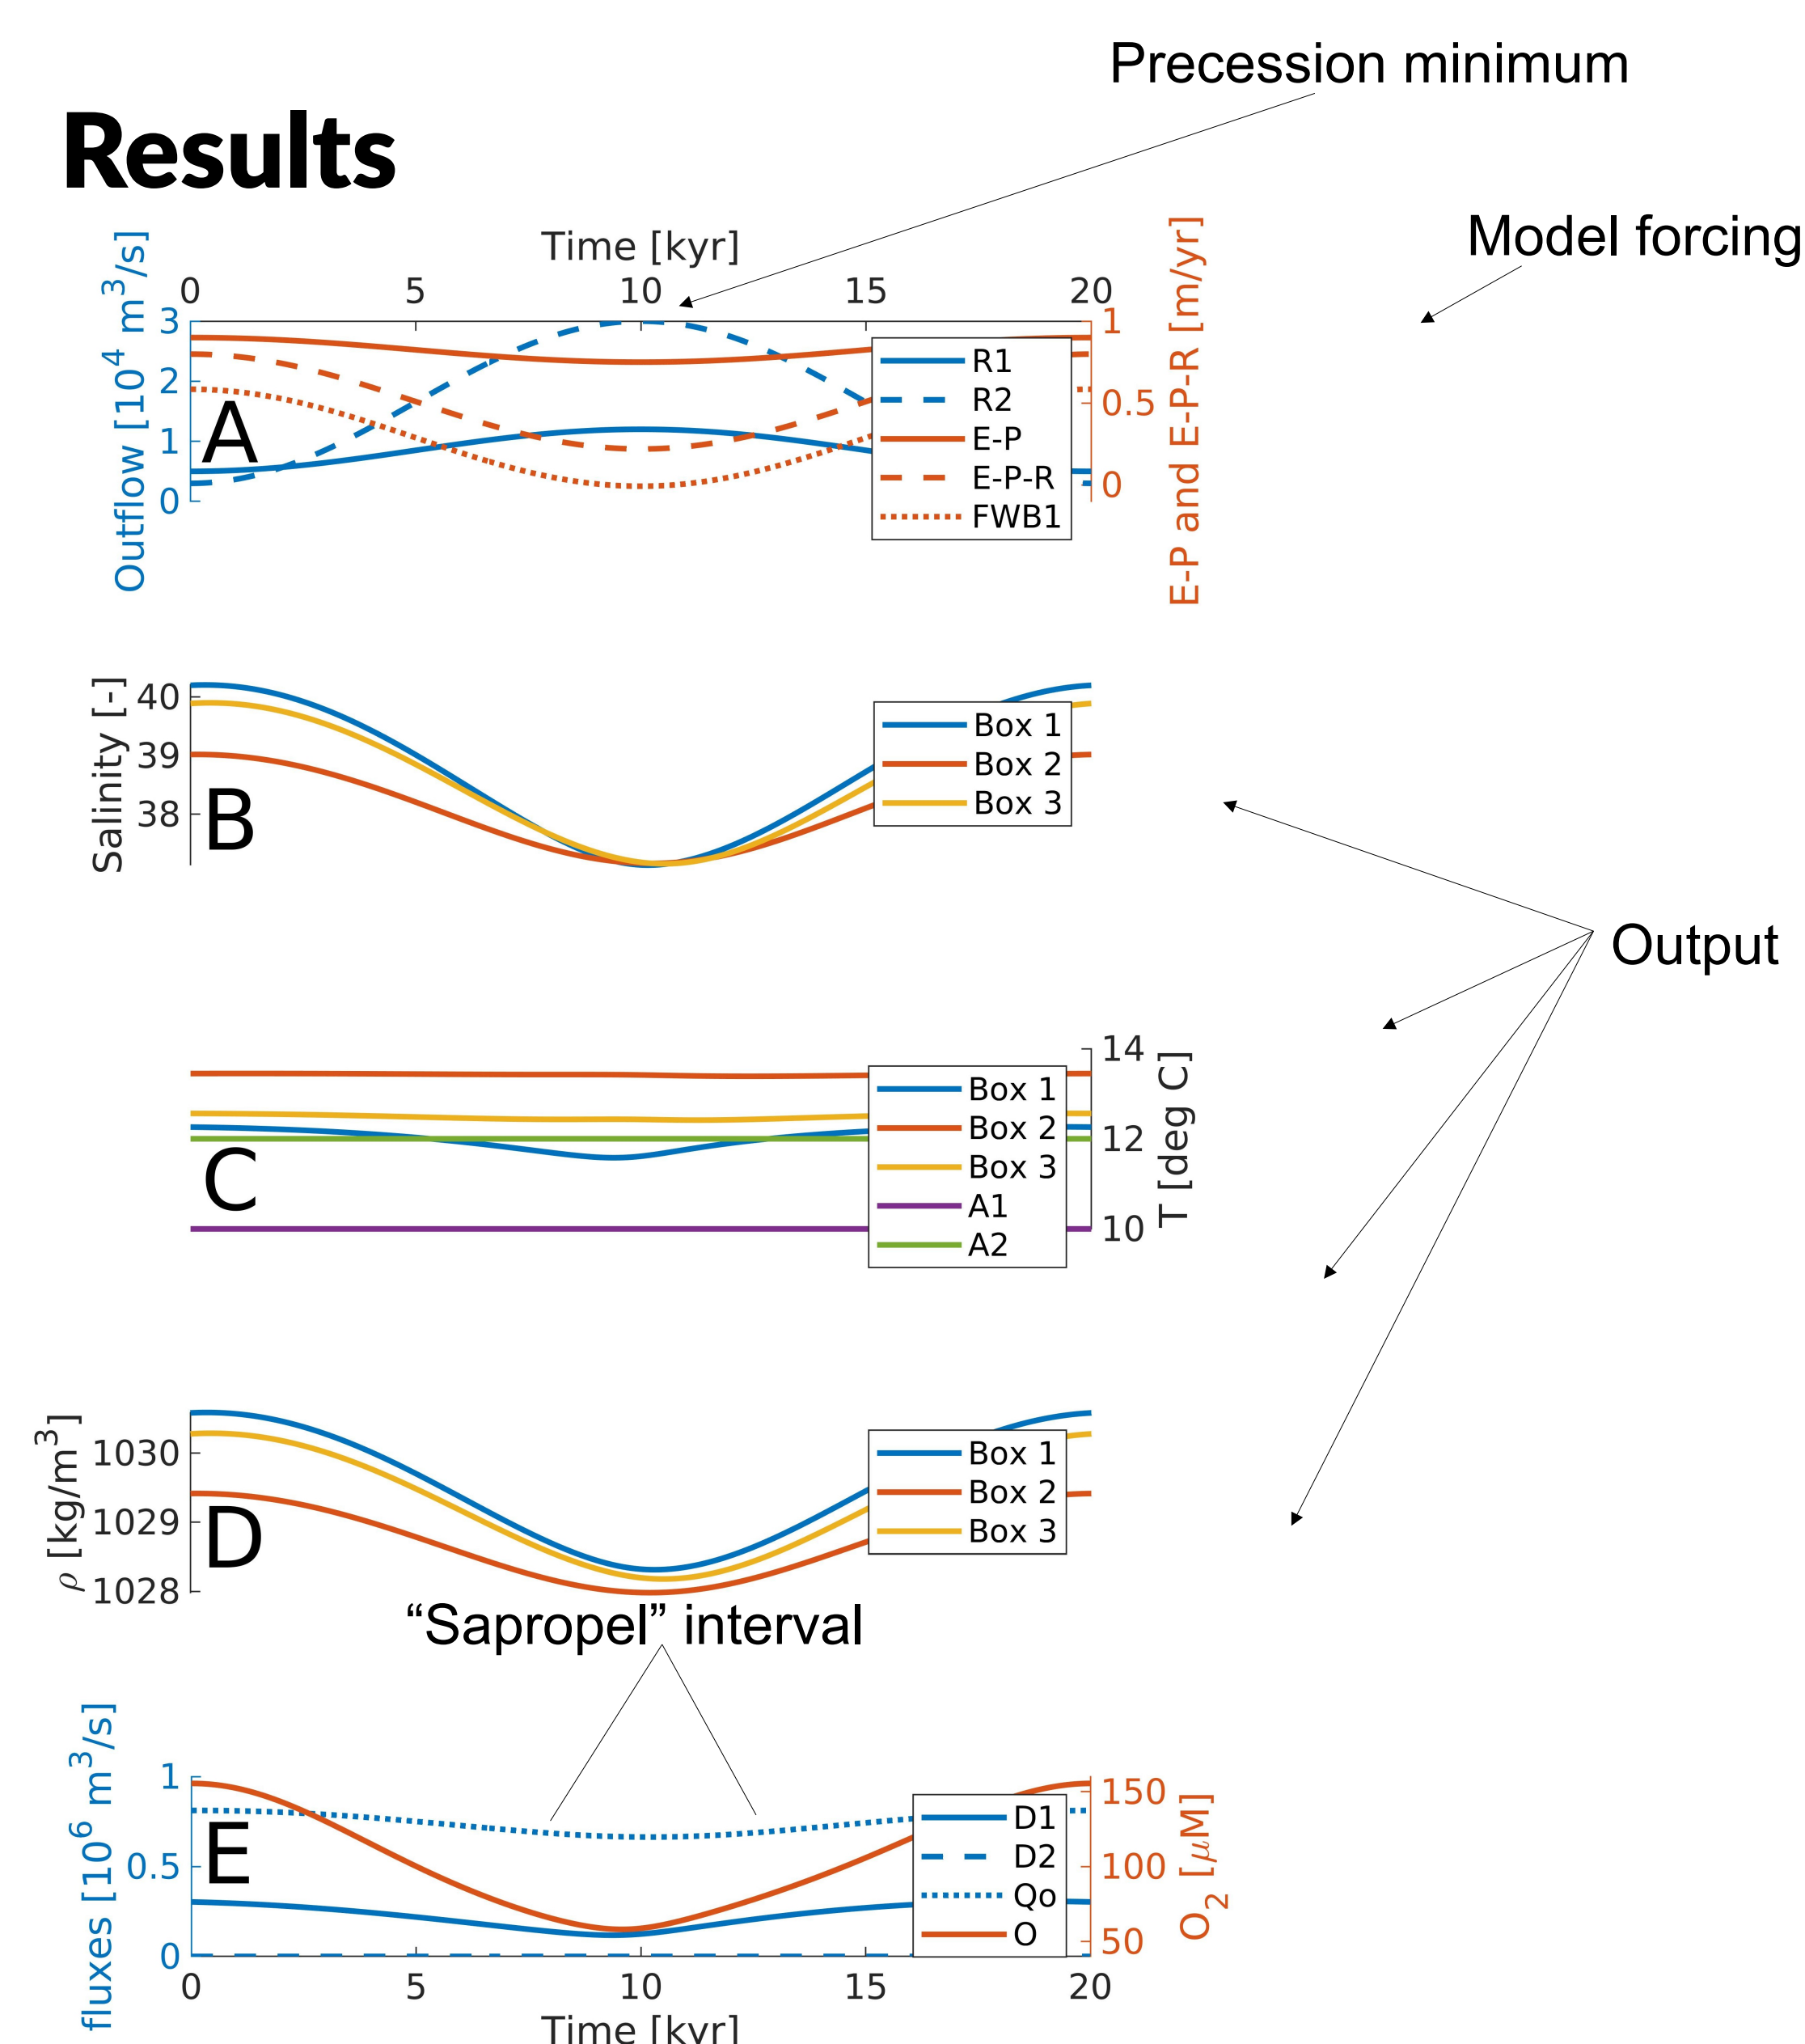 Precession minimum
Results
Model forcing
Time [kyr]
0 5 10 15 20
Outflow [10^4 m^3/s]
3
2
1
0
A
R1
R2
E-P
E-P-R
FWB1
1
0.5
0
E-P and E-P-R [m/yr]
Salinity [-]
40
39
38
B
Box 1
Box 2
Box 3
Output
C
Box 1
Box 2
Box 3
A1
A2
14
12
10
T [deg C]
ρ [kg/m^3]
1030
1029
1028
D
Box 1
Box 2
Box 3
“Sapropel” interval
fluxes [10^6 m^3/s]
1
0.5
0
E
D1
D2
Qo
O
150
100
50
O_2 [μM]
0 5 10 15 20
Time [kyr]